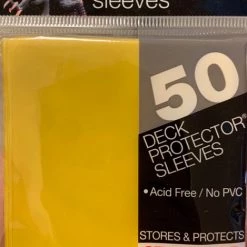 sleeves
50
DECK
PROTECTOR®
SLEEVES
• Acid Free / No PVC
STORES & PROTECTS